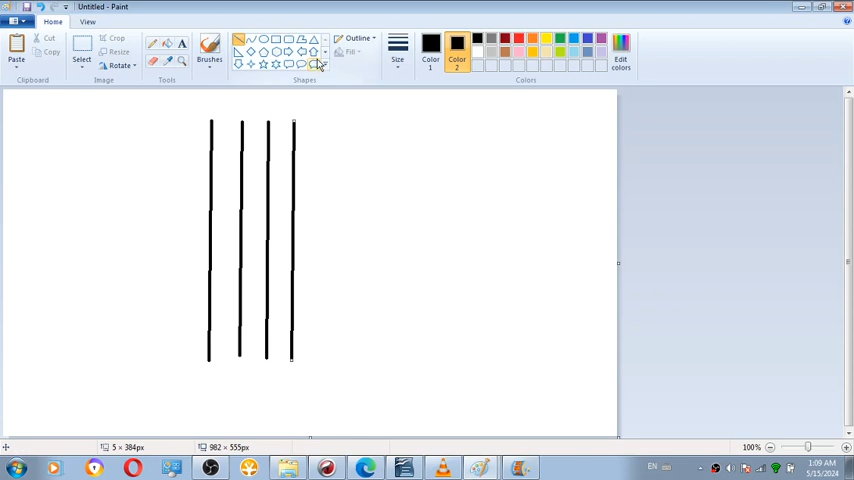 Untitled - Paint
Home View
Paste
Cut
Copy
Clipboard
Select
Crop
Resize
Rotate
Image
A
Tools
Brushes
Shapes
Outline
Fill
Size
Color 1
Color 2
Edit colors
Colors
5 × 384px
982 × 555px
100%
EN
1:09 AM
5/15/2024